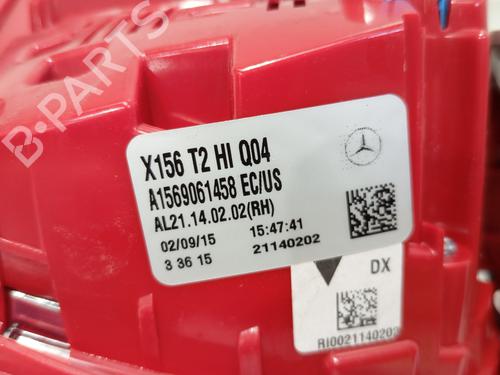 B-PARTS
X156 T2 HI Q04
A1569061458 EC/US
AL21.14.02.02(RH)
02/09/15 15:47:41
3 36 15 21140202
DX
RI0021140202